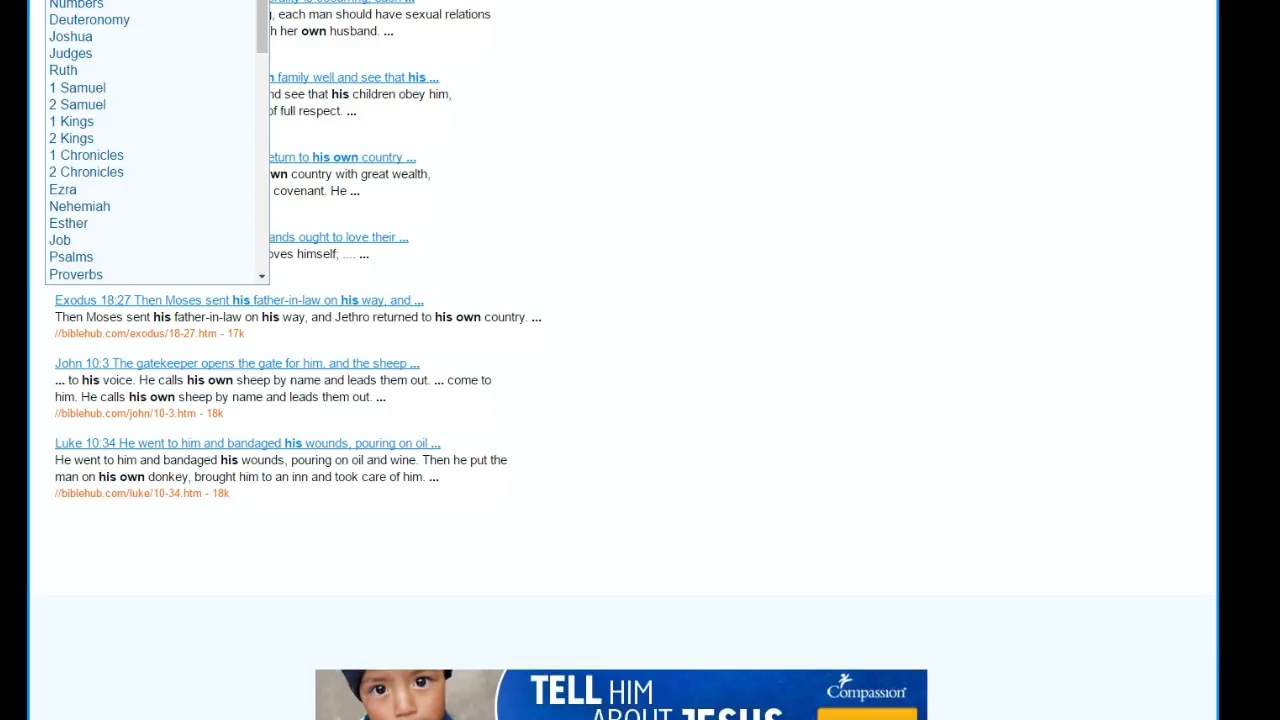 Numbers
Deuteronomy
Joshua
Judges
Ruth
1 Samuel
2 Samuel
1 Kings
2 Kings
1 Chronicles
2 Chronicles
Ezra
Nehemiah
Esther
Job
Psalms
Proverbs
each man should have sexual relations
her own husband. ...
family well and see that his ...
and see that his children obey him,
of full respect. ...
return to his own country ...
own country with great wealth,
covenant. He ...
ought to love their ...
loves himself; .... ...
Exodus 18:27 Then Moses sent his father-in-law on his way, and ...
Then Moses sent his father-in-law on his way, and Jethro returned to his own country. ...
//biblehub.com/exodus/18-27.htm - 17k
John 10:3 The gatekeeper opens the gate for him, and the sheep ...
... to his voice. He calls his own sheep by name and leads them out. ... come to
him. He calls his own sheep by name and leads them out. ...
//biblehub.com/john/10-3.htm - 18k
Luke 10:34 He went to him and bandaged his wounds, pouring on oil ...
He went to him and bandaged his wounds, pouring on oil and wine. Then he put the
man on his own donkey, brought him to an inn and took care of him. ...
//biblehub.com/luke/10-34.htm - 18k
TELL HIM
ABOUT JESUS
Compassion